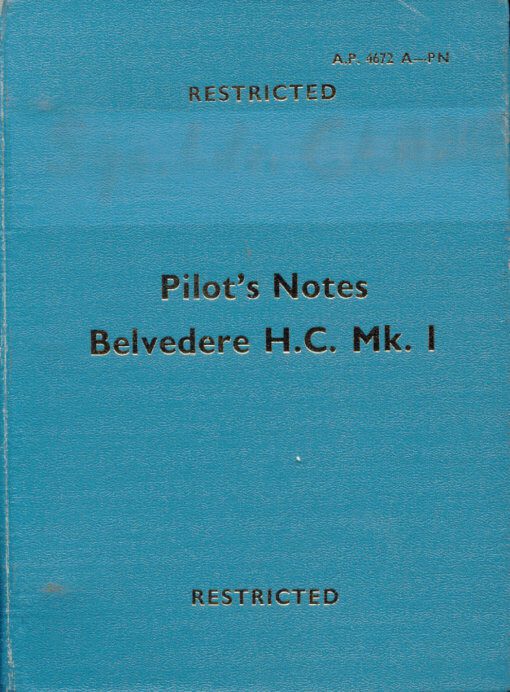 A.P. 4672 A—PN
RESTRICTED
Pilot's Notes
Belvedere H.C. Mk. I
RESTRICTED